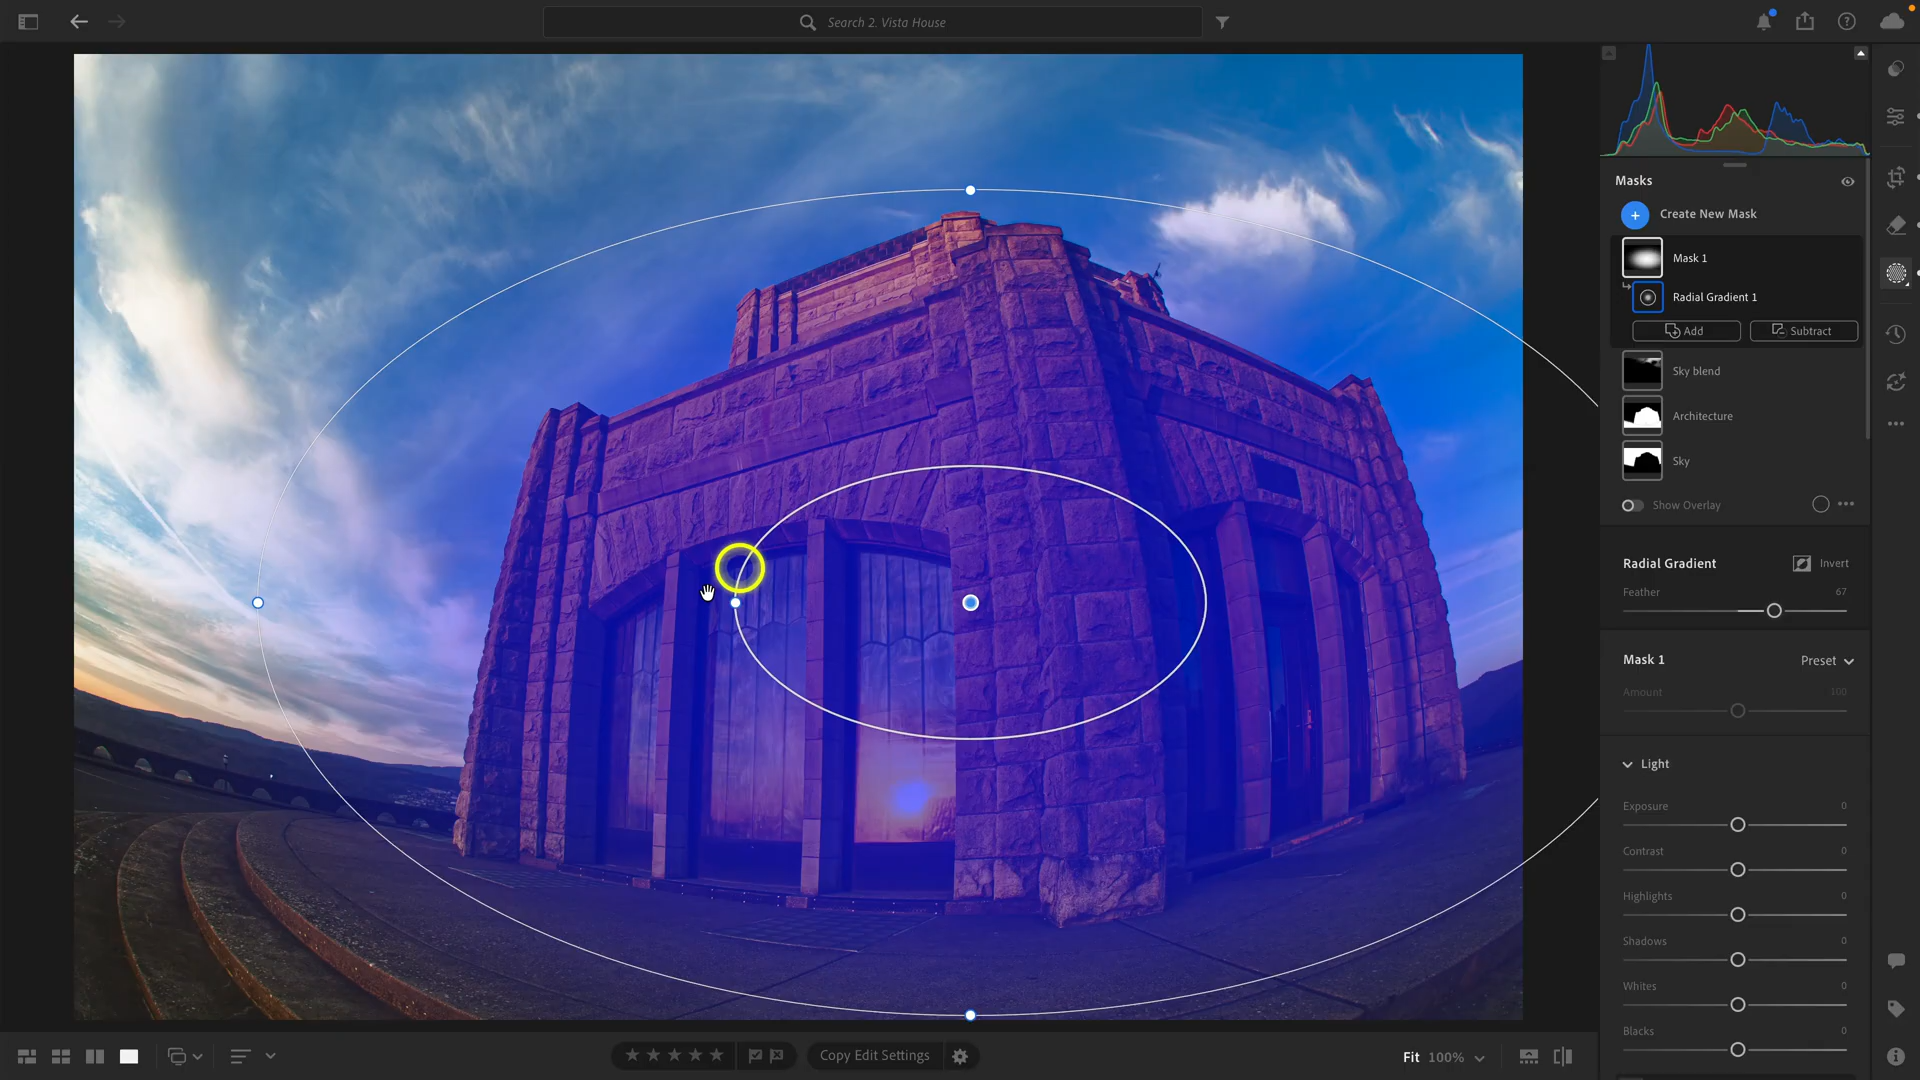 Search 2. Vista House
Masks
Create New Mask
Mask 1
Radial Gradient 1
Add
Subtract
Sky blend
Architecture
Sky
Show Overlay
Radial Gradient
Invert
Feather
67
Mask 1
Preset
Amount
100
Light
Exposure
0
Contrast
0
Highlights
0
Shadows
0
Whites
0
Blacks
0
Copy Edit Settings
Fit
100%